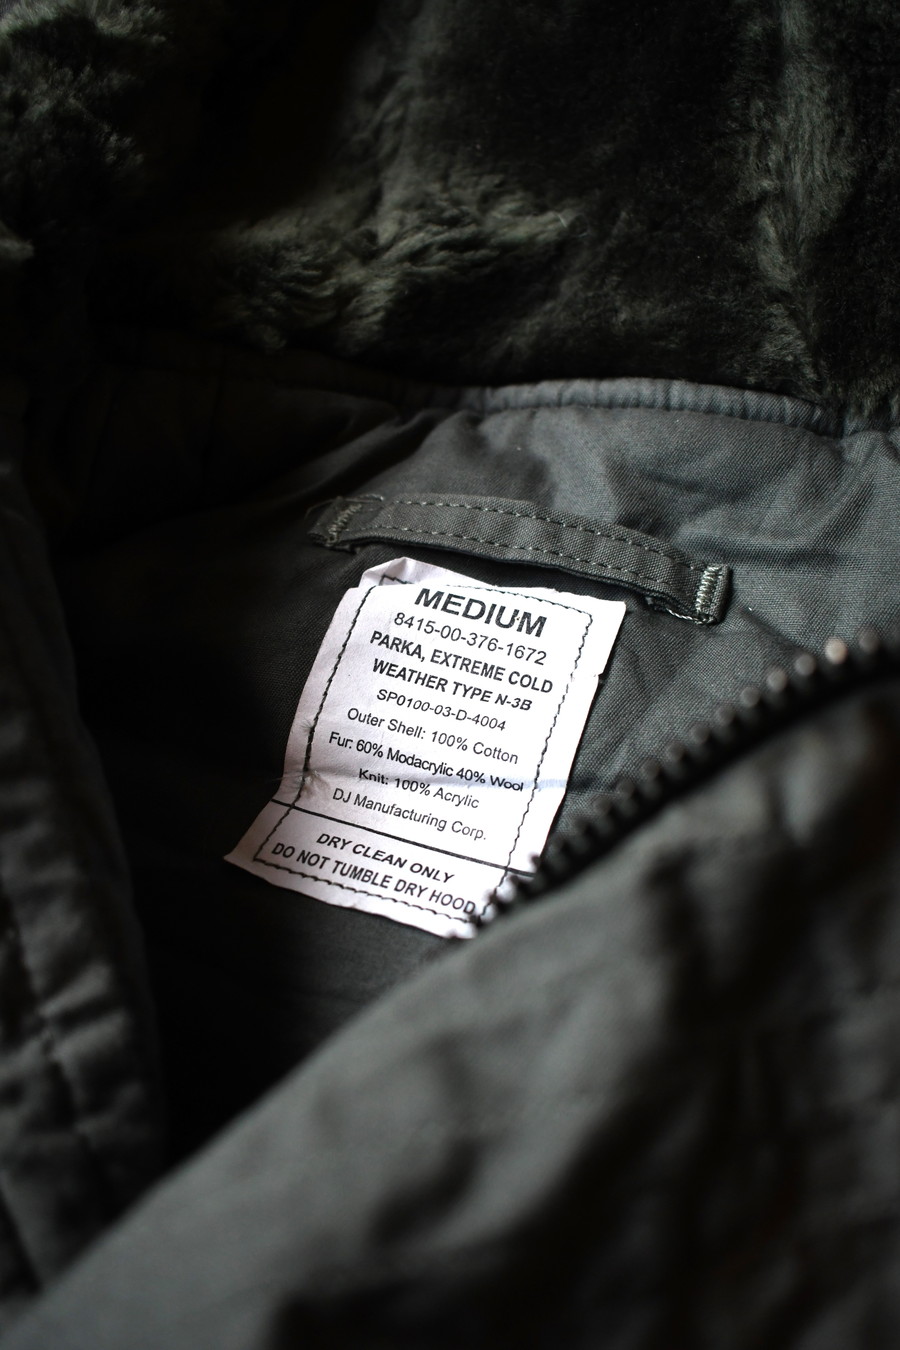 MEDIUM
8415-00-376-1672
PARKA, EXTREME COLD
WEATHER TYPE N-3B
SP0100-03-D-4004
Outer Shell: 100% Cotton
Fur: 60% Modacrylic 40% Wool
Knit: 100% Acrylic
DJ Manufacturing Corp.
DRY CLEAN ONLY
DO NOT TUMBLE DRY HOOD